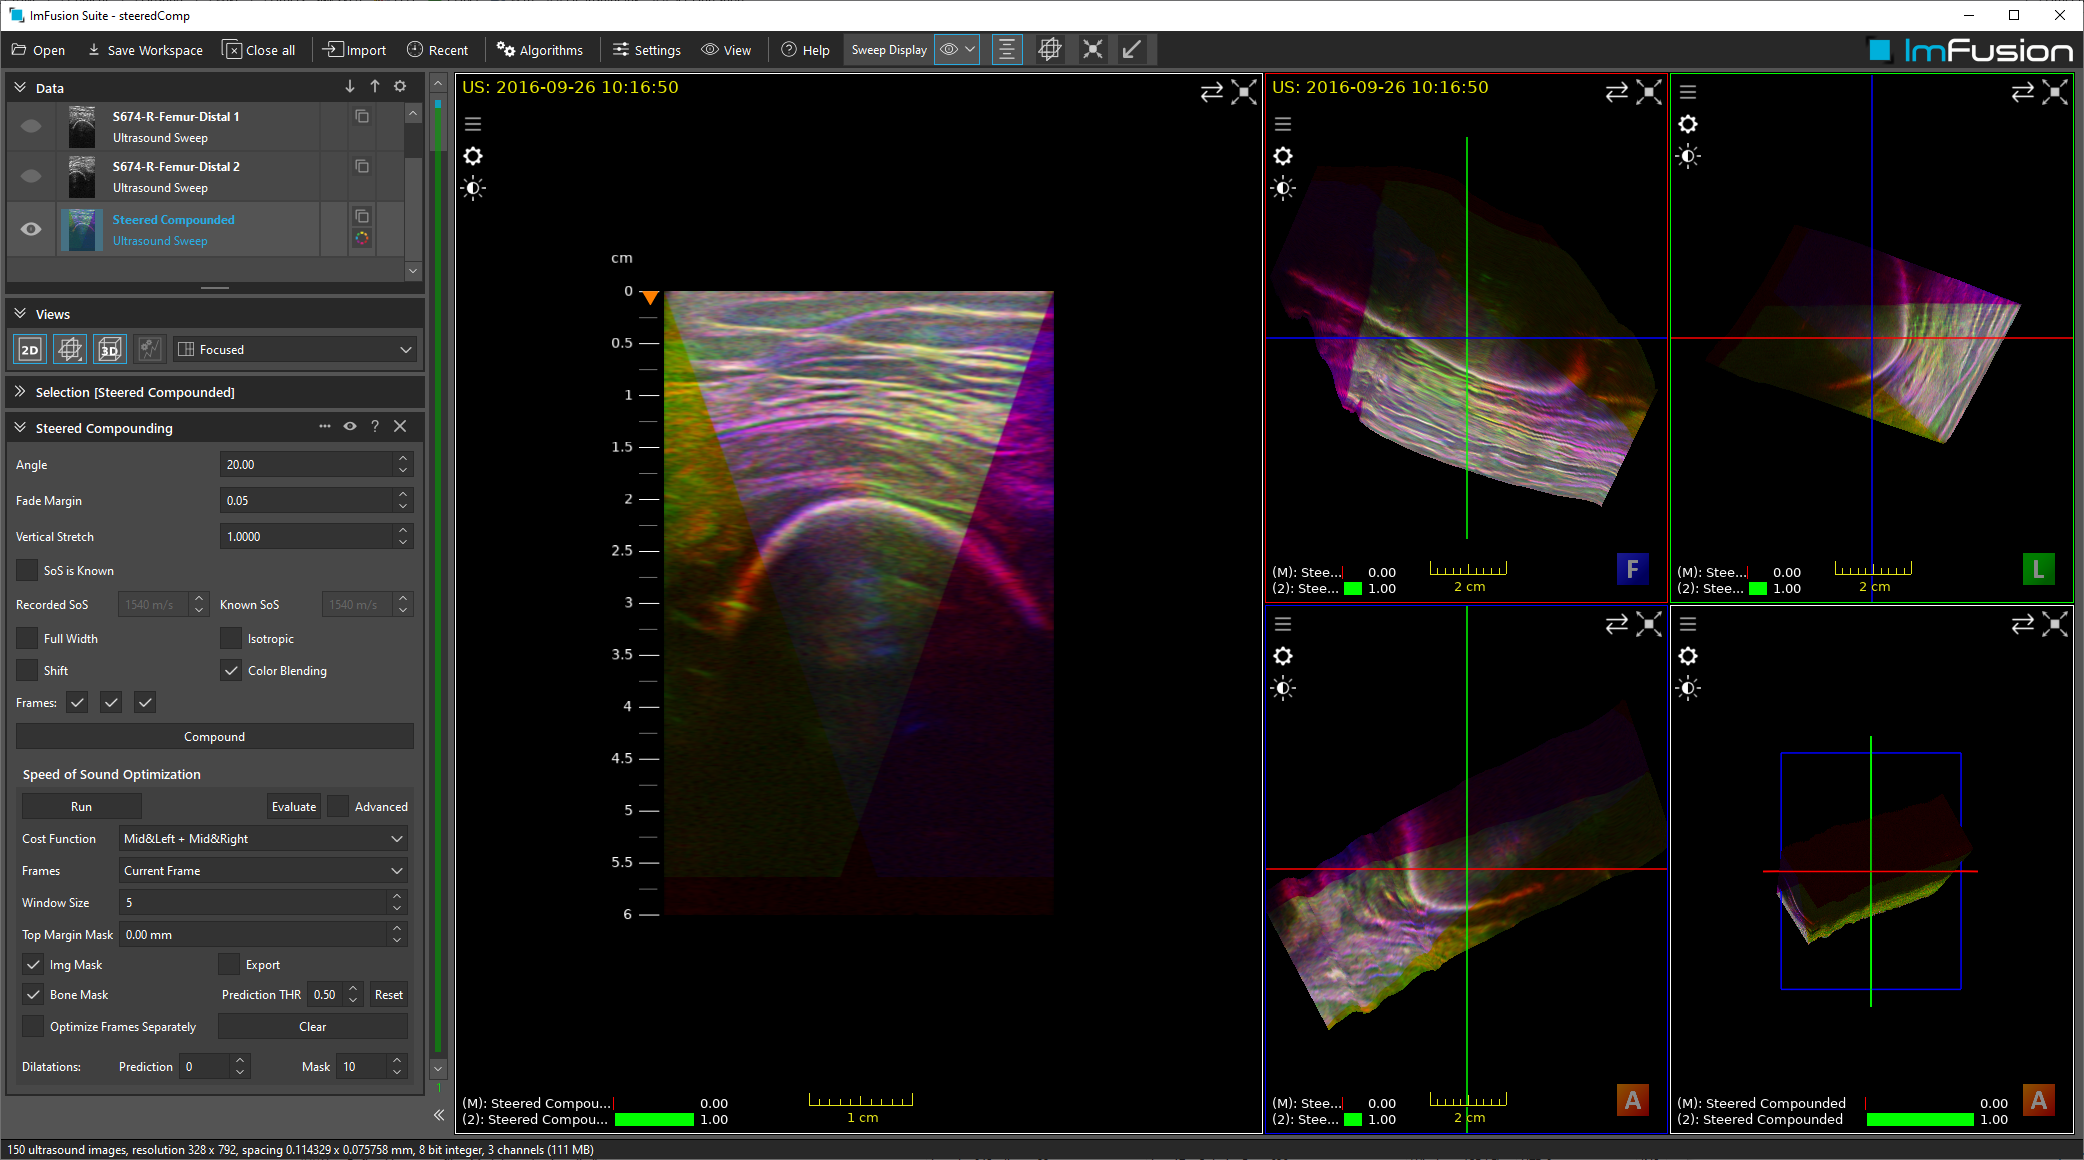 ImFusion Suite - steeredComp
Open
Save Workspace
Close all
Import
Recent
Algorithms
Settings
View
Help
Sweep Display
ImFusion
Data
S674-R-Femur-Distal 1
Ultrasound Sweep
S674-R-Femur-Distal 2
Ultrasound Sweep
Steered Compounded
Ultrasound Sweep
Views
2D
3D
Focused
Selection [Steered Compounded]
Steered Compounding
... ?
Angle 20.00
Fade Margin 0.05
Vertical Stretch 1.0000
SoS is Known
Recorded SoS 1540 m/s Known SoS 1540 m/s
Full Width Isotropic
Shift Color Blending
Frames:
Compound
Speed of Sound Optimization
Run Evaluate Advanced
Cost Function Mid&Left + Mid&Right
Frames Current Frame
Window Size 5
Top Margin Mask 0.00 mm
Img Mask Export
Bone Mask Prediction THR 0.50 Reset
Optimize Frames Separately Clear
Dilatations: Prediction 0 Mask 10
1
US: 2016-09-26 10:16:50
cm
0
0.5
1
1.5
2
2.5
3
3.5
4
4.5
5
5.5
6
(M): Steered Compou... 0.00
(2): Steered Compou... 1.00
1 cm
US: 2016-09-26 10:16:50
(M): Stee... 0.00
(2): Stee... 1.00
2 cm
F
(M): Stee... 0.00
(2): Stee... 1.00
2 cm
L
(M): Stee... 0.00
(2): Stee... 1.00
2 cm
A
(M): Steered Compounded 0.00
(2): Steered Compounded 1.00
A
150 ultrasound images, resolution 328 x 792, spacing 0.114329 x 0.075758 mm, 8 bit integer, 3 channels (111 MB)